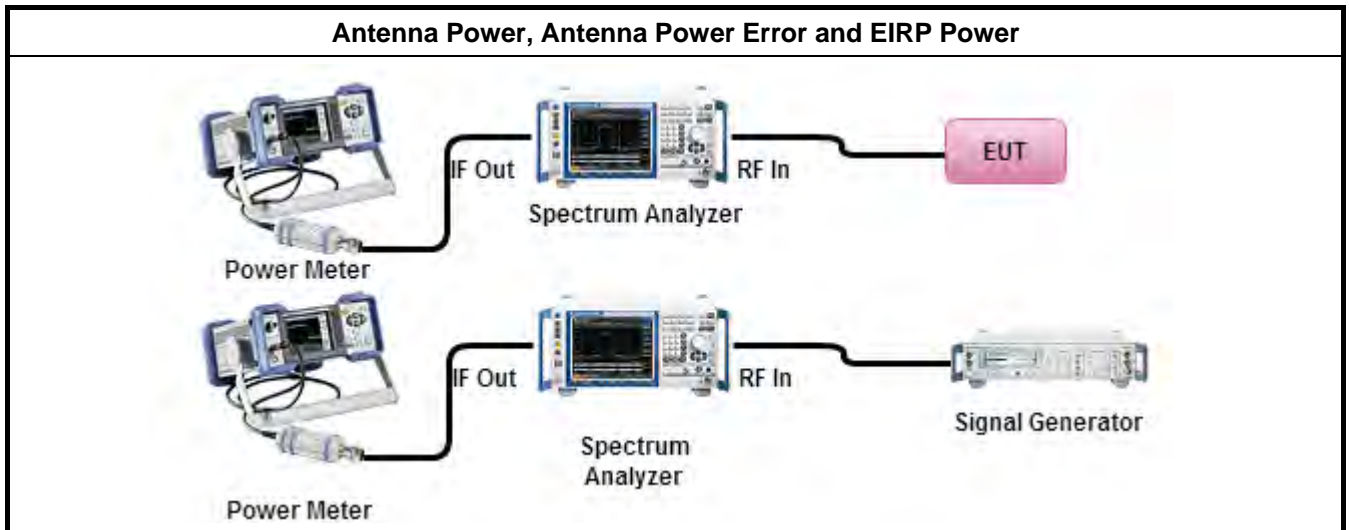 Antenna Power, Antenna Power Error and EIRP Power
IF Out
RF In
EUT
Spectrum Analyzer
Power Meter
IF Out
RF In
Signal Generator
Spectrum
Analyzer
Power Meter